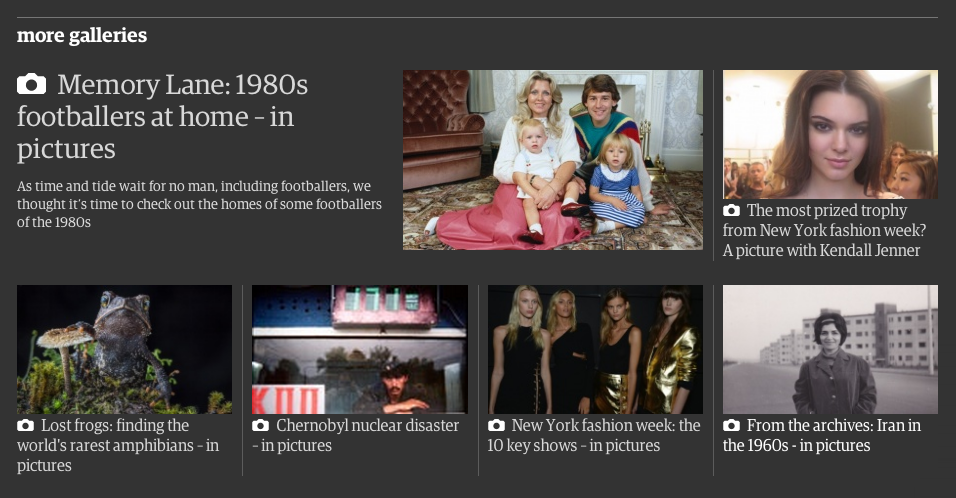 more galleries
Memory Lane: 1980s
footballers at home – in
pictures
As time and tide wait for no man, including footballers, we
thought it's time to check out the homes of some footballers
of the 1980s
The most prized trophy
from New York fashion week?
A picture with Kendall Jenner
КПП
Lost frogs: finding the
world's rarest amphibians – in
pictures
Chernobyl nuclear disaster
– in pictures
New York fashion week: the
10 key shows – in pictures
From the archives: Iran in
the 1960s - in pictures